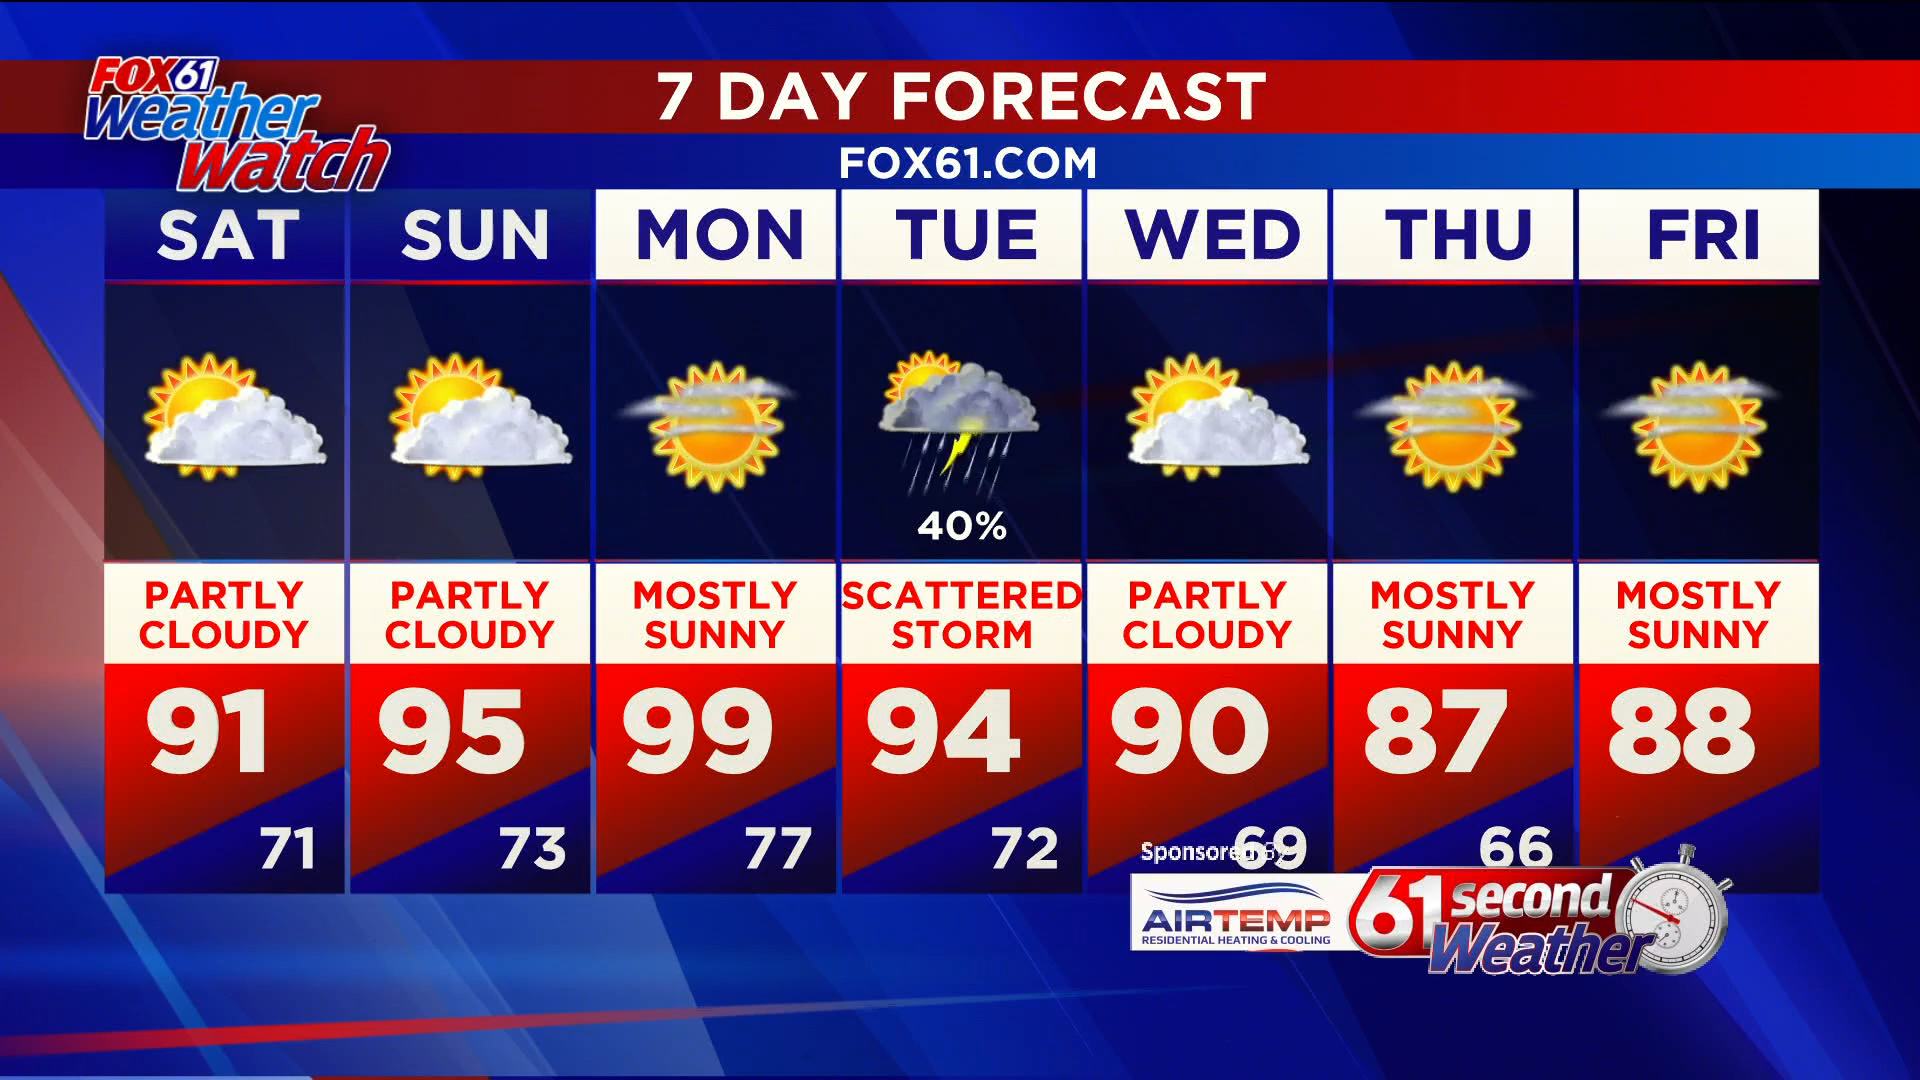 FOX61
Weather
Watch
7 DAY FORECAST
FOX61.COM
SAT SUN MON TUE WED THU FRI
40%
PARTLY CLOUDY
PARTLY CLOUDY
MOSTLY SUNNY
SCATTERED STORM
PARTLY CLOUDY
MOSTLY SUNNY
MOSTLY SUNNY
91 95 99 94 90 87 88
71 73 77 72 69 66
Sponsored By
AIRTEMP
RESIDENTIAL HEATING & COOLING
61 second
Weather